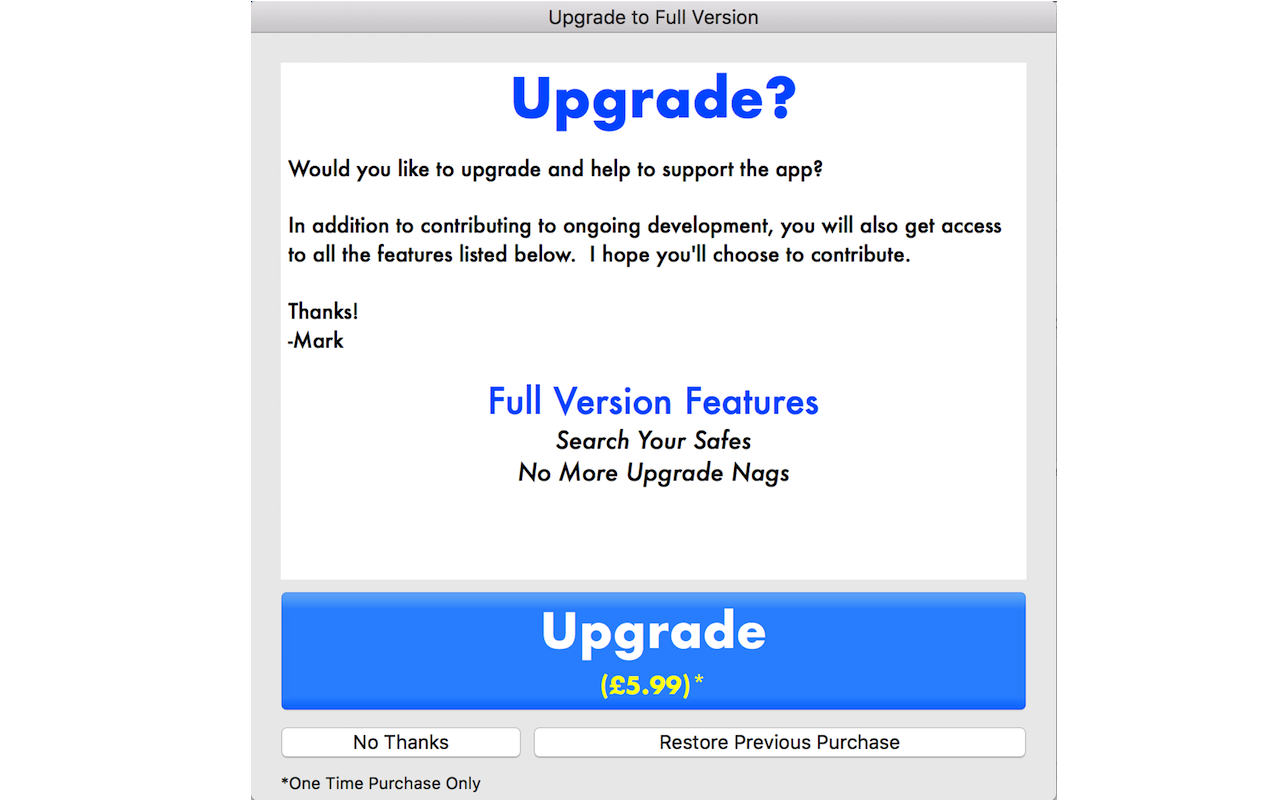 Upgrade to Full Version
Upgrade?
Would you like to upgrade and help to support the app?
In addition to contributing to ongoing development, you will also get access
to all the features listed below.  I hope you'll choose to contribute.
Thanks!
-Mark
Full Version Features
Search Your Safes
No More Upgrade Nags
Upgrade
(£5.99)*
No Thanks
Restore Previous Purchase
*One Time Purchase Only